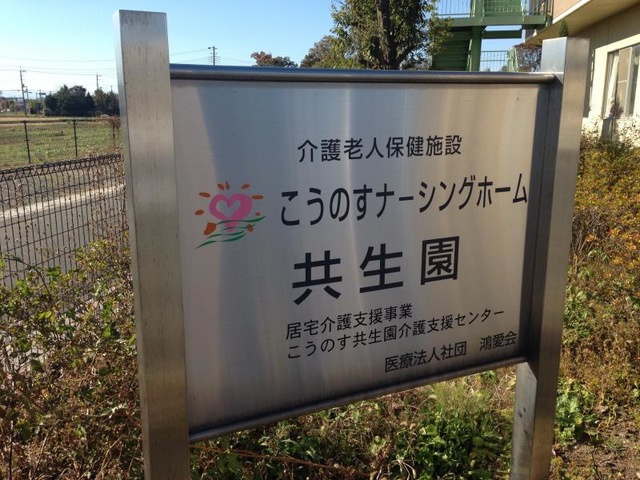 介護老人保健施設
こうのすナーシングホーム
共生園
居宅介護支援事業
こうのす共生園介護支援センター
医療法人社団　鴻愛会